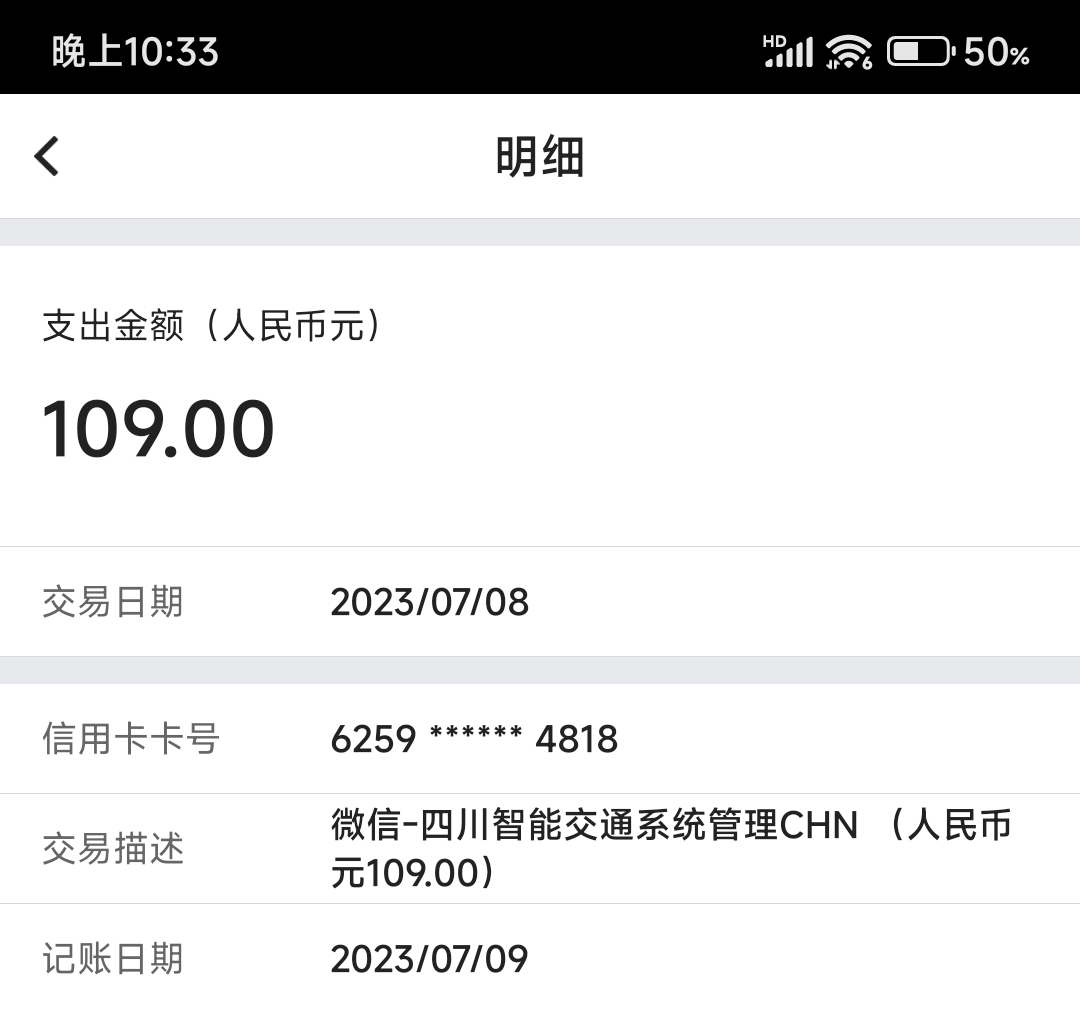 晚上10:33 HD 6 50%
明细
支出金额（人民币元）
109.00
交易日期 2023/07/08
信用卡卡号 6259 ****** 4818
交易描述 微信-四川智能交通系统管理CHN （人民币
元109.00）
记账日期 2023/07/09